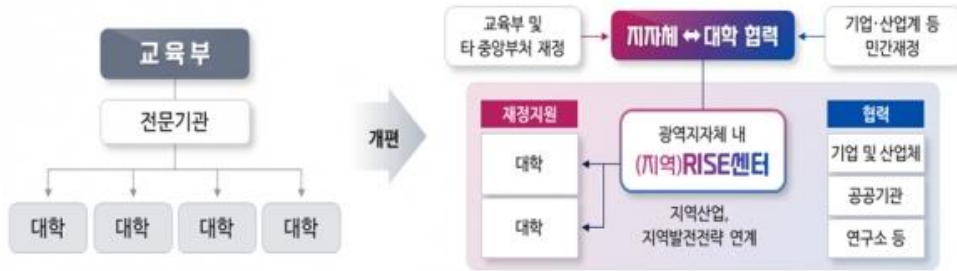 교육부
전문기관
대학
대학
대학
대학
개편
교육부 및
타 중앙부처 재정
지자체 ↔ 대학 협력
기업·산업계 등
민간재정
재정지원
대학
대학
광역지자체 내
(지역)RISE센터
지역산업,
지역발전전략 연계
협력
기업 및 산업체
공공기관
연구소 등